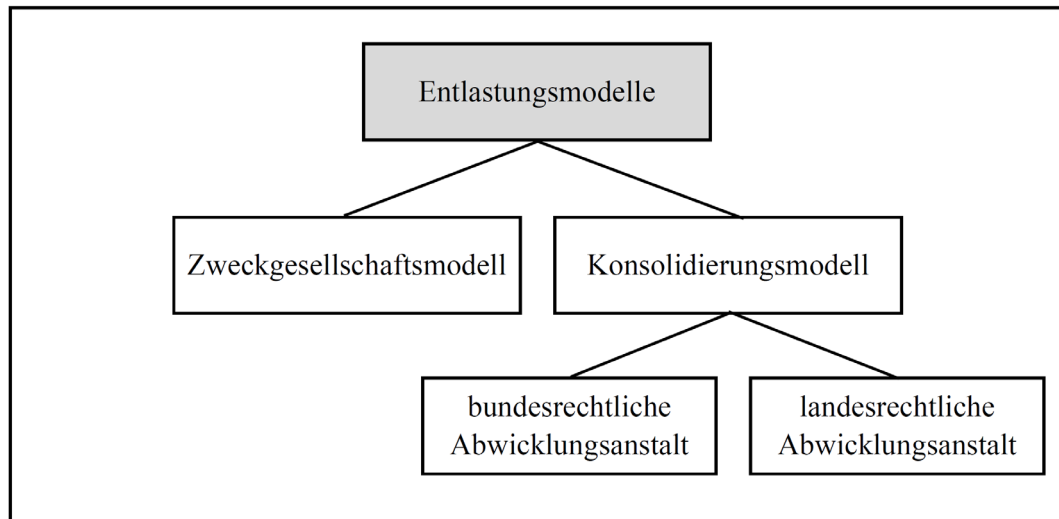 Entlastungsmodelle
Zweckgesellschaftsmodell
Konsolidierungsmodell
bundesrechtliche
Abwicklungsanstalt
landesrechtliche
Abwicklungsanstalt